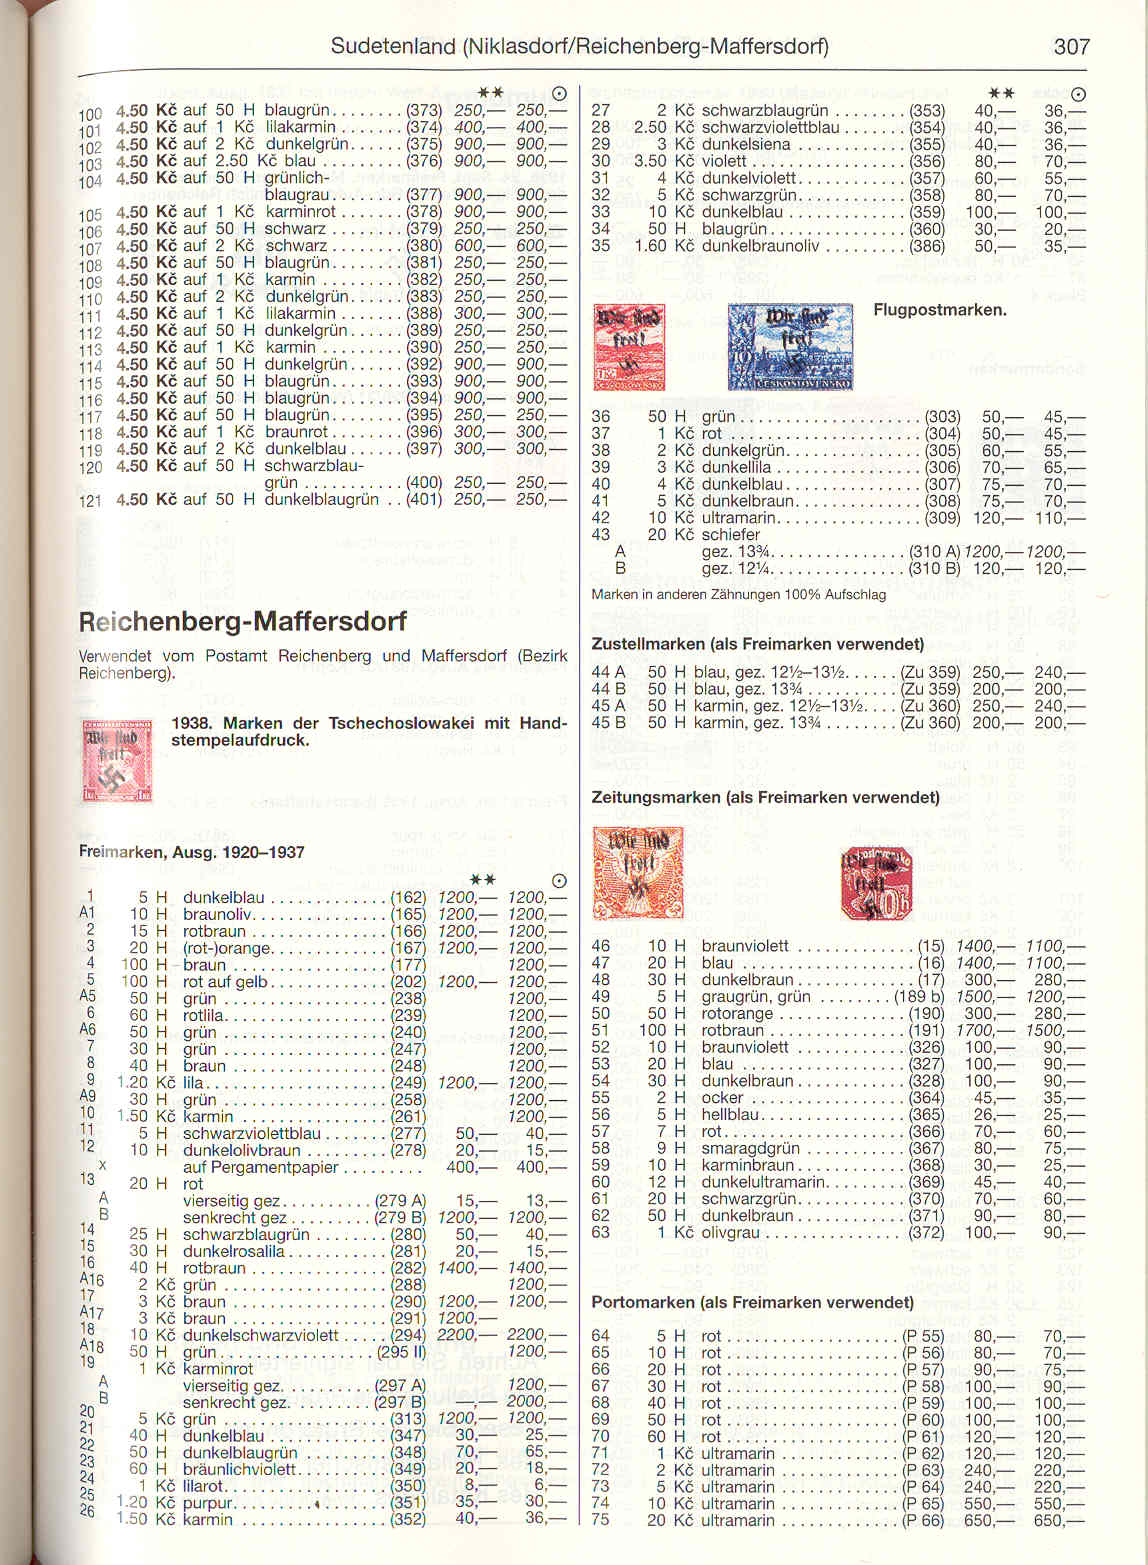 Sudetenland (Niklasdorf/Reichenberg-Maffersdorf) 307
** ⊙
100 4.50 Kč auf 50 H blaugrün........(373) 250,— 250,—
101 4.50 Kč auf 1 Kč lilakarmin.......(374) 400,— 400,—
102 4.50 Kč auf 2 Kč dunkelgrün......(375) 900,— 900,—
103 4.50 Kč auf 2.50 Kč blau.........(376) 900,— 900,—
104 4.50 Kč auf 50 H grünlich-
blaugrau........(377) 900,— 900,—
105 4.50 Kč auf 1 Kč karminrot.......(378) 900,— 900,—
106 4.50 Kč auf 50 H schwarz........(379) 250,— 250,—
107 4.50 Kč auf 2 Kč schwarz........(380) 600,— 600,—
108 4.50 Kč auf 50 H blaugrün........(381) 250,— 250,—
109 4.50 Kč auf 1 Kč karmin.........(382) 250,— 250,—
110 4.50 Kč auf 2 Kč dunkelgrün......(383) 250,— 250,—
111 4.50 Kč auf 1 Kč lilakarmin.......(388) 300,— 300,—
112 4.50 Kč auf 50 H dunkelgrün......(389) 250,— 250,—
113 4.50 Kč auf 1 Kč karmin.........(390) 250,— 250,—
114 4.50 Kč auf 50 H dunkelgrün......(392) 900,— 900,—
115 4.50 Kč auf 50 H blaugrün........(393) 900,— 900,—
116 4.50 Kč auf 50 H blaugrün........(394) 900,— 900,—
117 4.50 Kč auf 50 H blaugrün........(395) 250,— 250,—
118 4.50 Kč auf 1 Kč braunrot........(396) 300,— 300,—
119 4.50 Kč auf 2 Kč dunkelblau......(397) 300,— 300,—
120 4.50 Kč auf 50 H schwarzblau-
grün...........(400) 250,— 250,—
121 4.50 Kč auf 50 H dunkelblaugrün..(401) 250,— 250,—
Reichenberg-Maffersdorf
Verwendet vom Postamt Reichenberg und Maffersdorf (Bezirk
Reichenberg).
1938. Marken der Tschechoslowakei mit Hand-
stempelaufdruck.
Wir sind
frei!
Freimarken, Ausg. 1920–1937
** ⊙
1 5 H dunkelblau..............(162) 1200,— 1200,—
A1 10 H braunoliv...............(165) 1200,— 1200,—
2 15 H rotbraun................(166) 1200,— 1200,—
3 20 H (rot-)orange.............(167) 1200,— 1200,—
4 100 H braun..................(177) 1200,—
5 100 H rot auf gelb.............(202) 1200,— 1200,—
A5 50 H grün...................(238) 1200,—
6 60 H rotlila...................(239) 1200,—
A6 50 H grün...................(240) 1200,—
7 30 H grün...................(247) 1200,—
8 40 H braun..................(248) 1200,—
9 1.20 Kč lila.....................(249) 1200,— 1200,—
A9 30 H grün...................(258) 1200,—
10 1.50 Kč karmin.................(261) 1200,—
11 5 H schwarzviolettblau.......(277) 50,— 40,—
12 10 H dunkelolivbraun.........(278) 20,— 15,—
x auf Pergamentpapier......... 400,— 400,—
13 20 H rot
A vierseitig gez..........(279 A) 15,— 13,—
B senkrecht gez.........(279 B) 1200,— 1200,—
14 25 H schwarzblaugrün........(280) 50,— 40,—
15 30 H dunkelrosalila............(281) 20,— 15,—
16 40 H rotbraun................(282) 1400,— 1400,—
A16 2 Kč grün...................(288) 1200,—
17 3 Kč braun..................(290) 1200,— 1200,—
A17 3 Kč braun..................(291) 1200,—
18 10 Kč dunkelschwarzviolett.....(294) 2200,— 2200,—
A18 50 H grün.................(295 II) 1200,—
19 1 Kč karminrot
A vierseitig gez..........(297 A) 1200,—
B senkrecht gez.........(297 B) —,— 2000,—
20 5 Kč grün...................(313) 1200,— 1200,—
21 40 H dunkelblau..............(347) 30,— 25,—
22 50 H dunkelblaugrün..........(348) 70,— 65,—
23 60 H bräunlichviolett...........(349) 20,— 18,—
24 1 Kč lilarot...................(350) 8,— 6,—
25 1.20 Kč purpur..................(351) 35,— 30,—
26 1.50 Kč karmin.................(352) 40,— 36,—
** ⊙
27 2 Kč schwarzblaugrün........(353) 40,— 36,—
28 2.50 Kč schwarzviolettblau.......(354) 40,— 36,—
29 3 Kč dunkelsiena............(355) 40,— 36,—
30 3.50 Kč violett..................(356) 80,— 70,—
31 4 Kč dunkelviolett............(357) 60,— 55,—
32 5 Kč schwarzgrün............(358) 80,— 70,—
33 10 Kč dunkelblau..............(359) 100,— 100,—
34 50 H blaugrün...............(360) 30,— 20,—
35 1.60 Kč dunkelbraunoliv.........(386) 50,— 35,—
Wir sind
frei!
Wir sind
frei!
ČESKOSLOVENSKO
Flugpostmarken.
36 50 H grün.....................(303) 50,— 45,—
37 1 Kč rot......................(304) 50,— 45,—
38 2 Kč dunkelgrün...............(305) 60,— 55,—
39 3 Kč dunkellila................(306) 70,— 65,—
40 4 Kč dunkelblau...............(307) 75,— 70,—
41 5 Kč dunkelbraun..............(308) 75,— 70,—
42 10 Kč ultramarin................(309) 120,— 110,—
43 20 Kč schiefer
A gez. 13¾...............(310 A) 1200,— 1200,—
B gez. 12¼...............(310 B) 120,— 120,—
Marken in anderen Zähnungen 100% Aufschlag
Zustellmarken (als Freimarken verwendet)
44 A 50 H blau, gez. 12½–13½......(Zu 359) 250,— 240,—
44 B 50 H blau, gez. 13¾..........(Zu 359) 200,— 200,—
45 A 50 H karmin, gez. 12½–13½....(Zu 360) 250,— 240,—
45 B 50 H karmin, gez. 13¾........(Zu 360) 200,— 200,—
Zeitungsmarken (als Freimarken verwendet)
Wir sind
frei!
Wir sind
frei!
46 10 H braunviolett.............(15) 1400,— 1100,—
47 20 H blau...................(16) 1400,— 1100,—
48 30 H dunkelbraun.............(17) 300,— 280,—
49 5 H graugrün, grün........(189 b) 1500,— 1200,—
50 50 H rotorange..............(190) 300,— 280,—
51 100 H rotbraun...............(191) 1700,— 1500,—
52 10 H braunviolett............(326) 100,— 90,—
53 20 H blau..................(327) 100,— 90,—
54 30 H dunkelbraun............(328) 100,— 90,—
55 2 H ocker.................(364) 45,— 35,—
56 5 H hellblau................(365) 26,— 25,—
57 7 H rot....................(366) 70,— 60,—
58 9 H smaragdgrün...........(367) 80,— 75,—
59 10 H karminbraun............(368) 30,— 25,—
60 12 H dunkelultramarin.........(369) 45,— 40,—
61 20 H schwarzgrün............(370) 70,— 60,—
62 50 H dunkelbraun............(371) 90,— 80,—
63 1 Kč olivgrau................(372) 100,— 90,—
Portomarken (als Freimarken verwendet)
64 5 H rot....................(P 55) 80,— 70,—
65 10 H rot....................(P 56) 80,— 70,—
66 20 H rot....................(P 57) 90,— 75,—
67 30 H rot....................(P 58) 100,— 90,—
68 40 H rot....................(P 59) 100,— 100,—
69 50 H rot....................(P 60) 100,— 100,—
70 60 H rot....................(P 61) 120,— 120,—
71 1 Kč ultramarin.............(P 62) 120,— 120,—
72 2 Kč ultramarin.............(P 63) 240,— 220,—
73 5 Kč ultramarin.............(P 64) 240,— 220,—
74 10 Kč ultramarin.............(P 65) 550,— 550,—
75 20 Kč ultramarin.............(P 66) 650,— 650,—